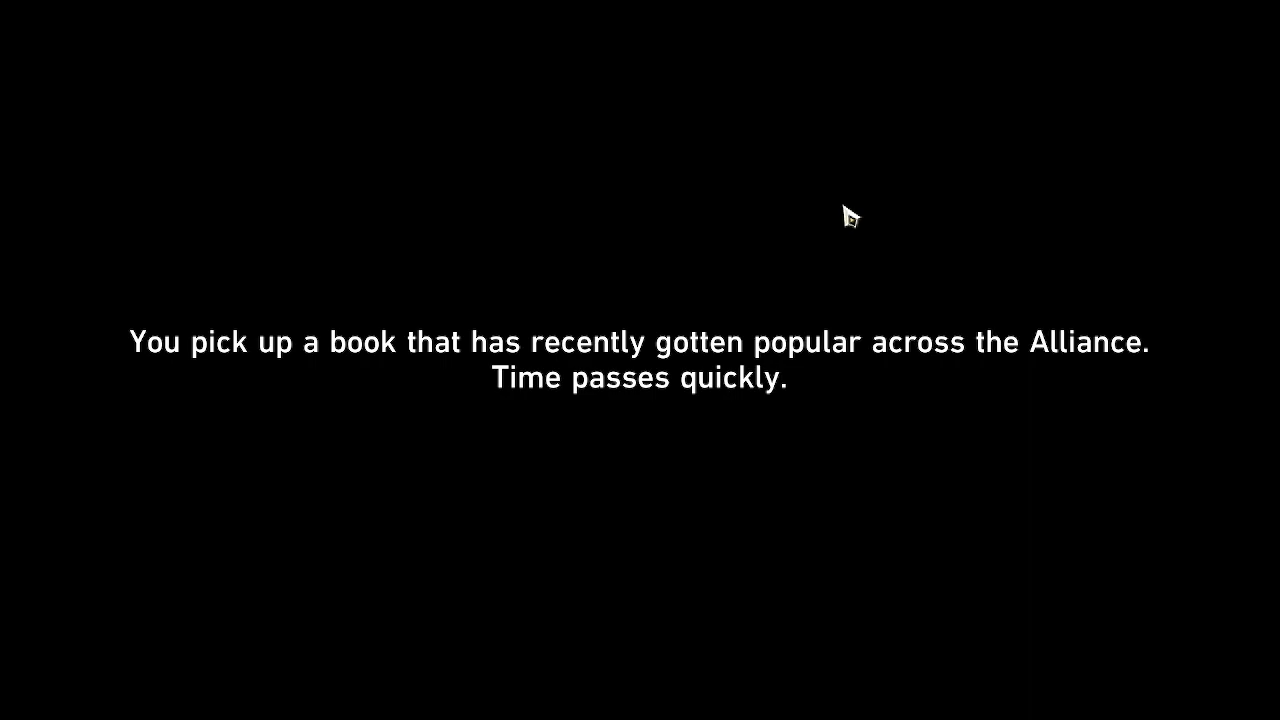 You pick up a book that has recently gotten popular across the Alliance.
Time passes quickly.